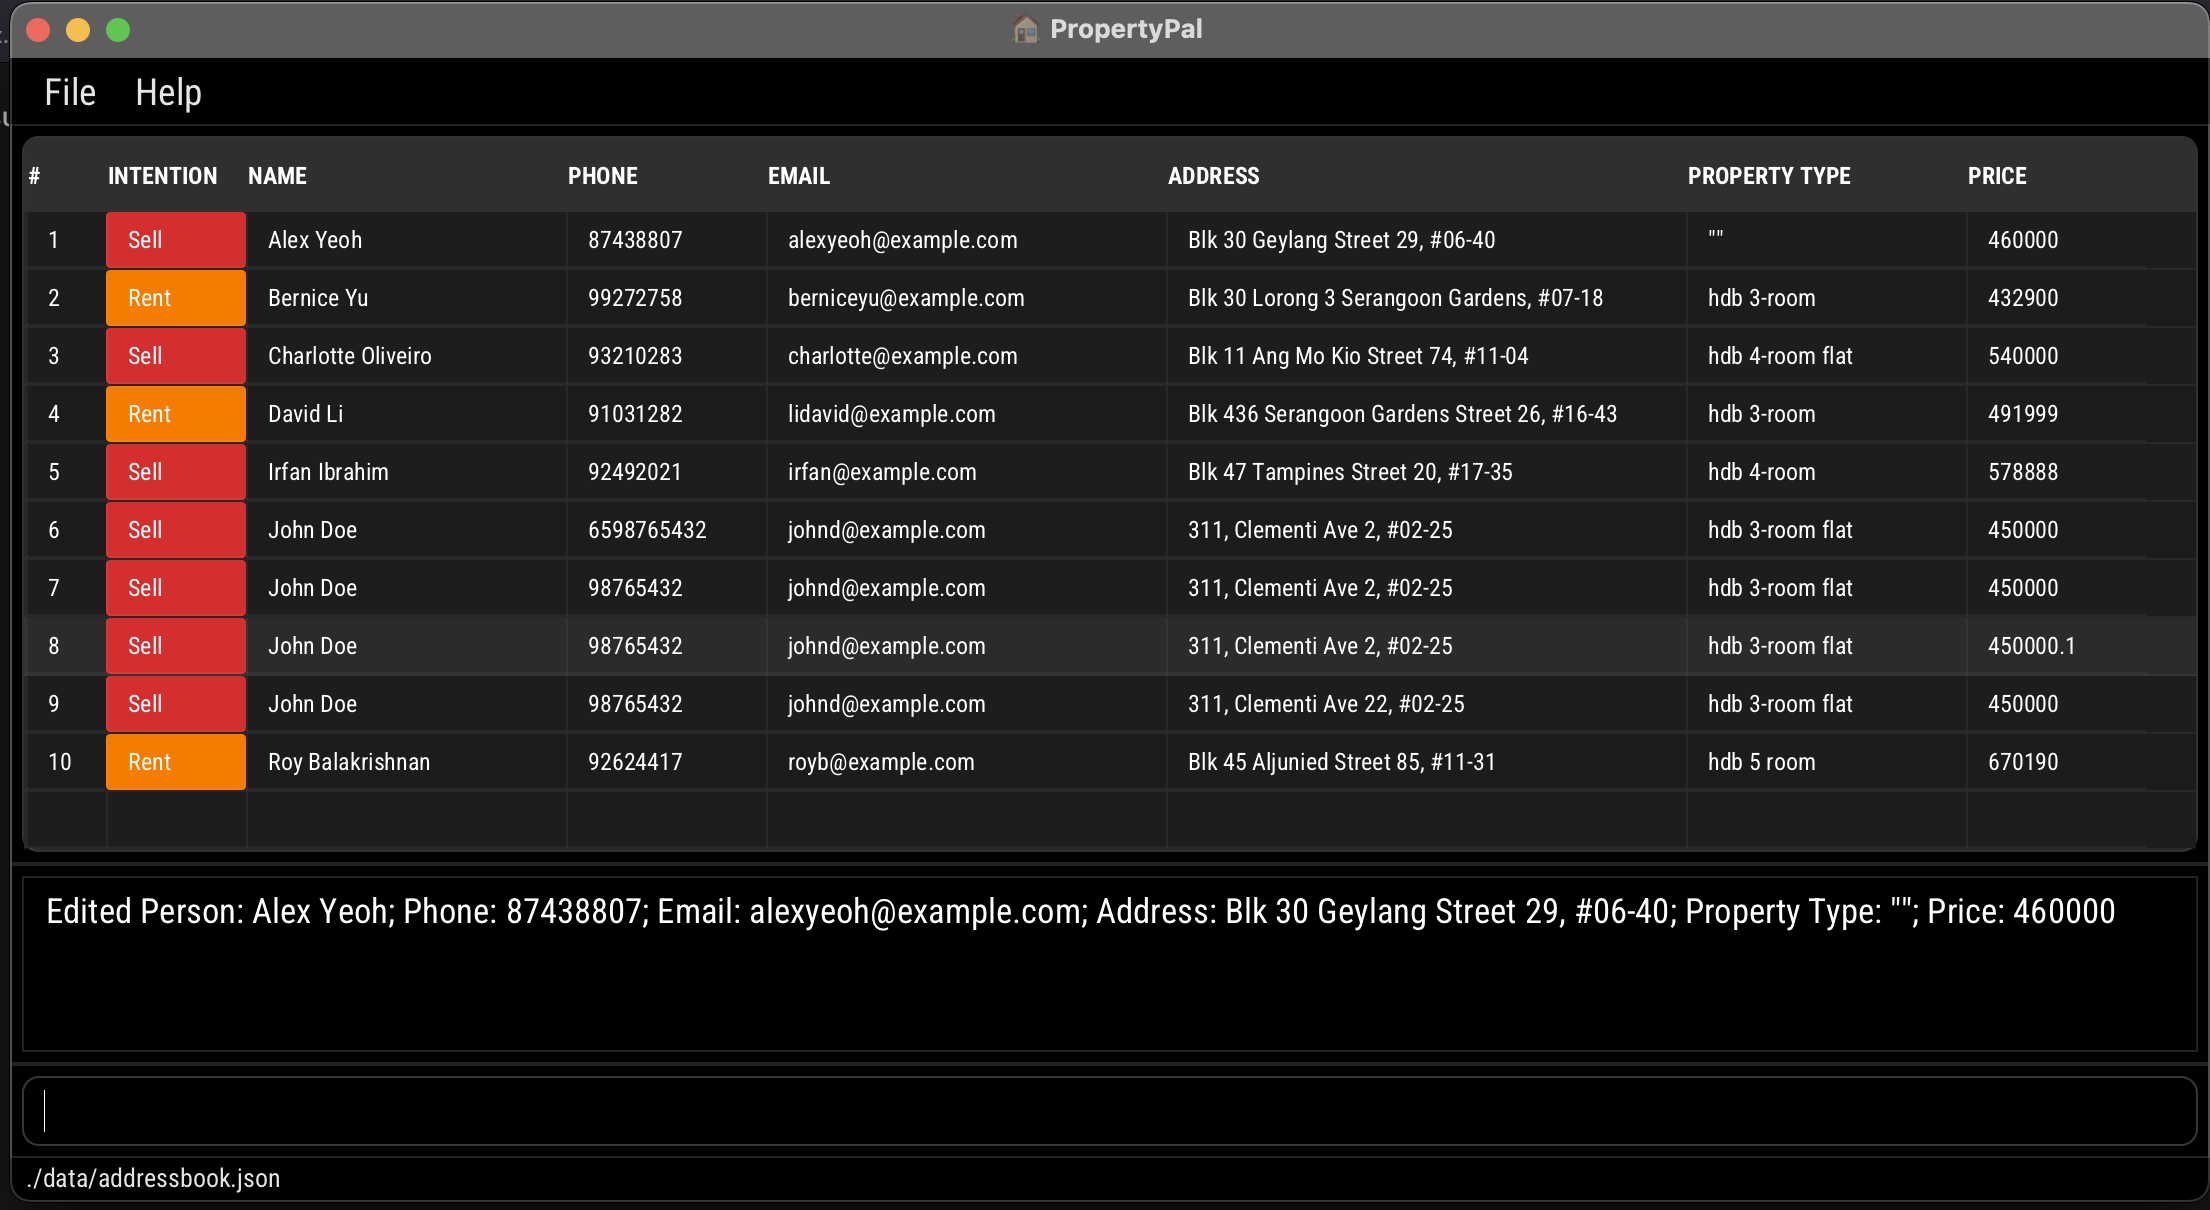 PropertyPal
File Help
# INTENTION NAME PHONE EMAIL ADDRESS PROPERTY TYPE PRICE
1 Sell Alex Yeoh 87438807 alexyeoh@example.com Blk 30 Geylang Street 29, #06-40 "" 460000
2 Rent Bernice Yu 99272758 berniceyu@example.com Blk 30 Lorong 3 Serangoon Gardens, #07-18 hdb 3-room 432900
3 Sell Charlotte Oliveiro 93210283 charlotte@example.com Blk 11 Ang Mo Kio Street 74, #11-04 hdb 4-room flat 540000
4 Rent David Li 91031282 lidavid@example.com Blk 436 Serangoon Gardens Street 26, #16-43 hdb 3-room 491999
5 Sell Irfan Ibrahim 92492021 irfan@example.com Blk 47 Tampines Street 20, #17-35 hdb 4-room 578888
6 Sell John Doe 6598765432 johnd@example.com 311, Clementi Ave 2, #02-25 hdb 3-room flat 450000
7 Sell John Doe 98765432 johnd@example.com 311, Clementi Ave 2, #02-25 hdb 3-room flat 450000
8 Sell John Doe 98765432 johnd@example.com 311, Clementi Ave 2, #02-25 hdb 3-room flat 450000.1
9 Sell John Doe 98765432 johnd@example.com 311, Clementi Ave 22, #02-25 hdb 3-room flat 450000
10 Rent Roy Balakrishnan 92624417 royb@example.com Blk 45 Aljunied Street 85, #11-31 hdb 5 room 670190
Edited Person: Alex Yeoh; Phone: 87438807; Email: alexyeoh@example.com; Address: Blk 30 Geylang Street 29, #06-40; Property Type: ""; Price: 460000
./data/addressbook.json